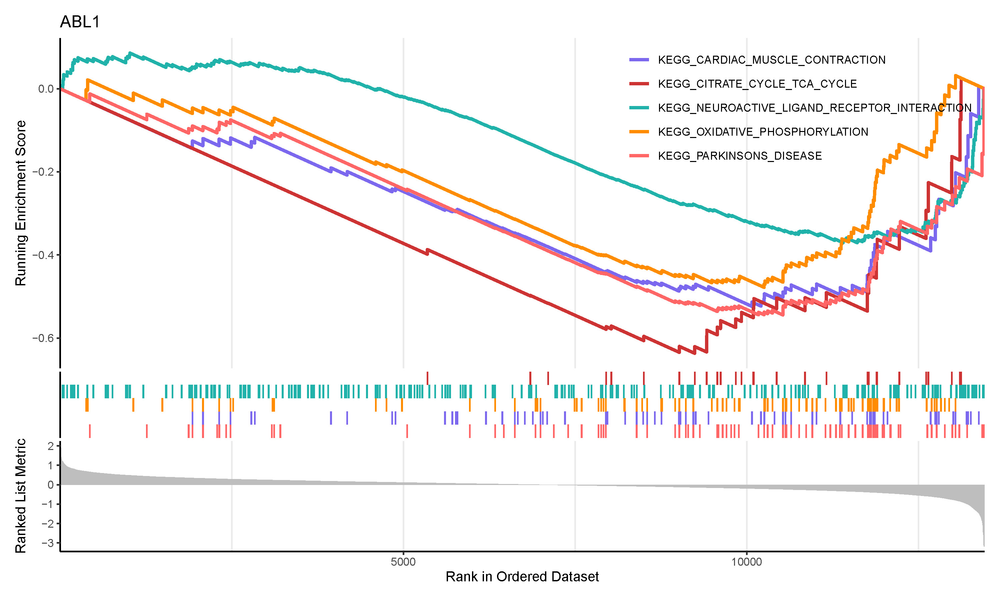 ABL1
Running Enrichment Score
0.0
−0.2
−0.4
−0.6
KEGG_CARDIAC_MUSCLE_CONTRACTION
KEGG_CITRATE_CYCLE_TCA_CYCLE
KEGG_NEUROACTIVE_LIGAND_RECEPTOR_INTERACTION
KEGG_OXIDATIVE_PHOSPHORYLATION
KEGG_PARKINSONS_DISEASE
Ranked List Metric
2
1
0
−1
−2
−3
5000
10000
Rank in Ordered Dataset